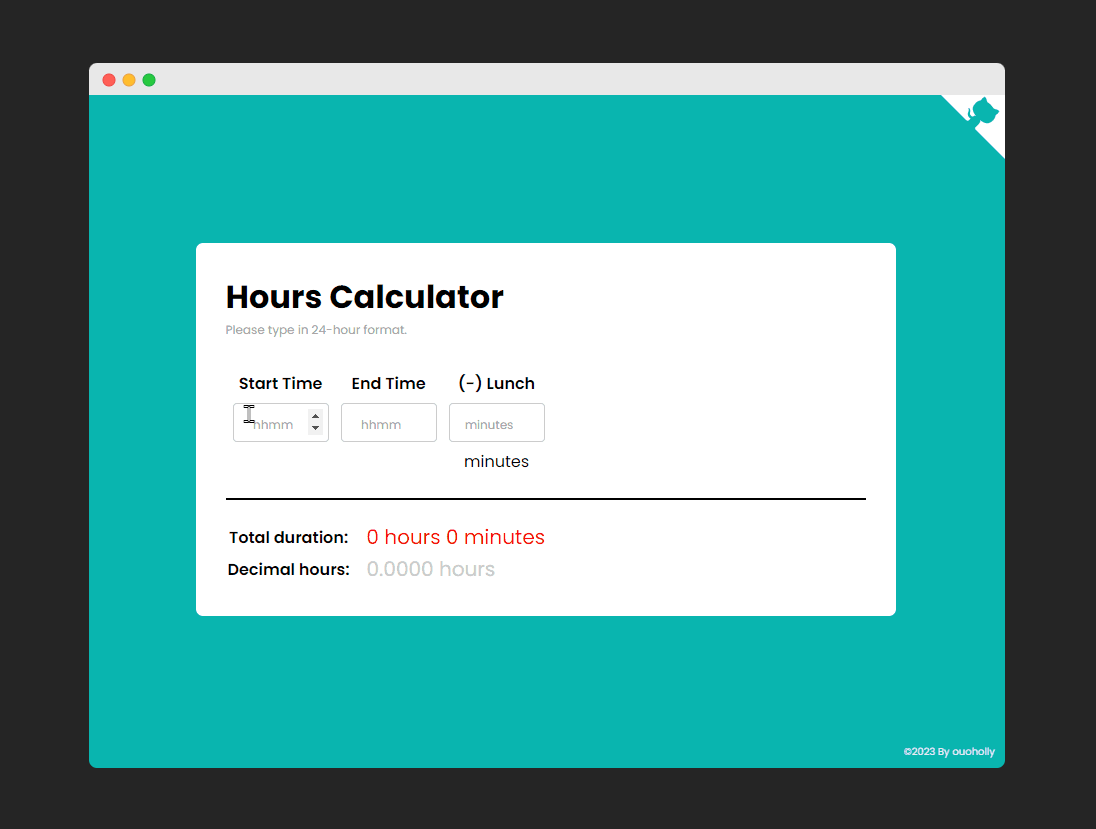 Hours Calculator
Please type in 24-hour format.
Start Time End Time (-) Lunch
hhmm hhmm minutes
minutes
Total duration: 0 hours 0 minutes
Decimal hours: 0.0000 hours
©2023 By ouoholly